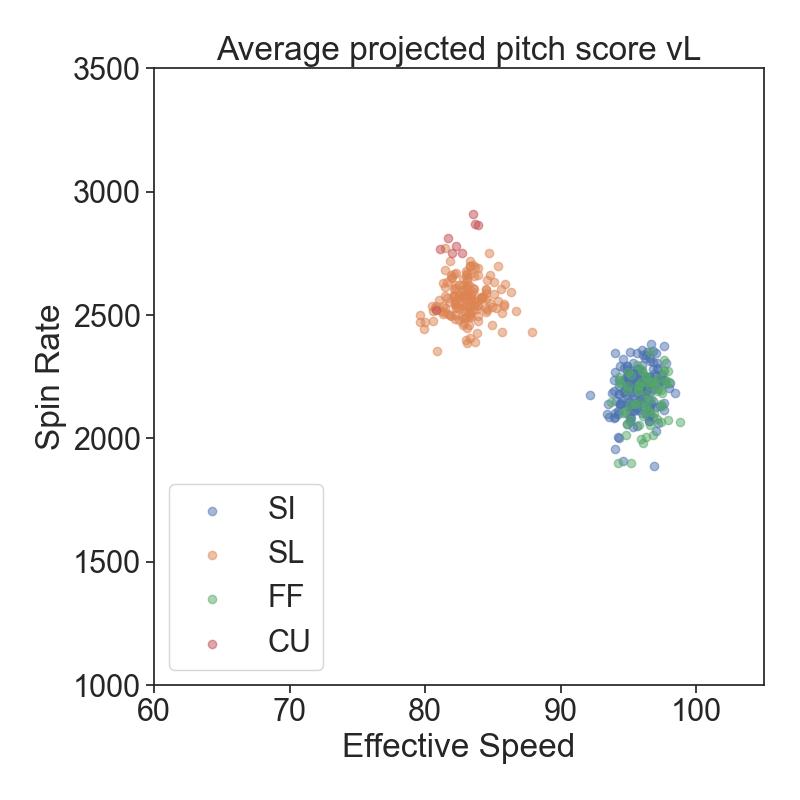 Average projected pitch score vL
3500
3000
2500
2000
1500
1000
Spin Rate
SI
SL
FF
CU
60
70
80
90
100
Effective Speed